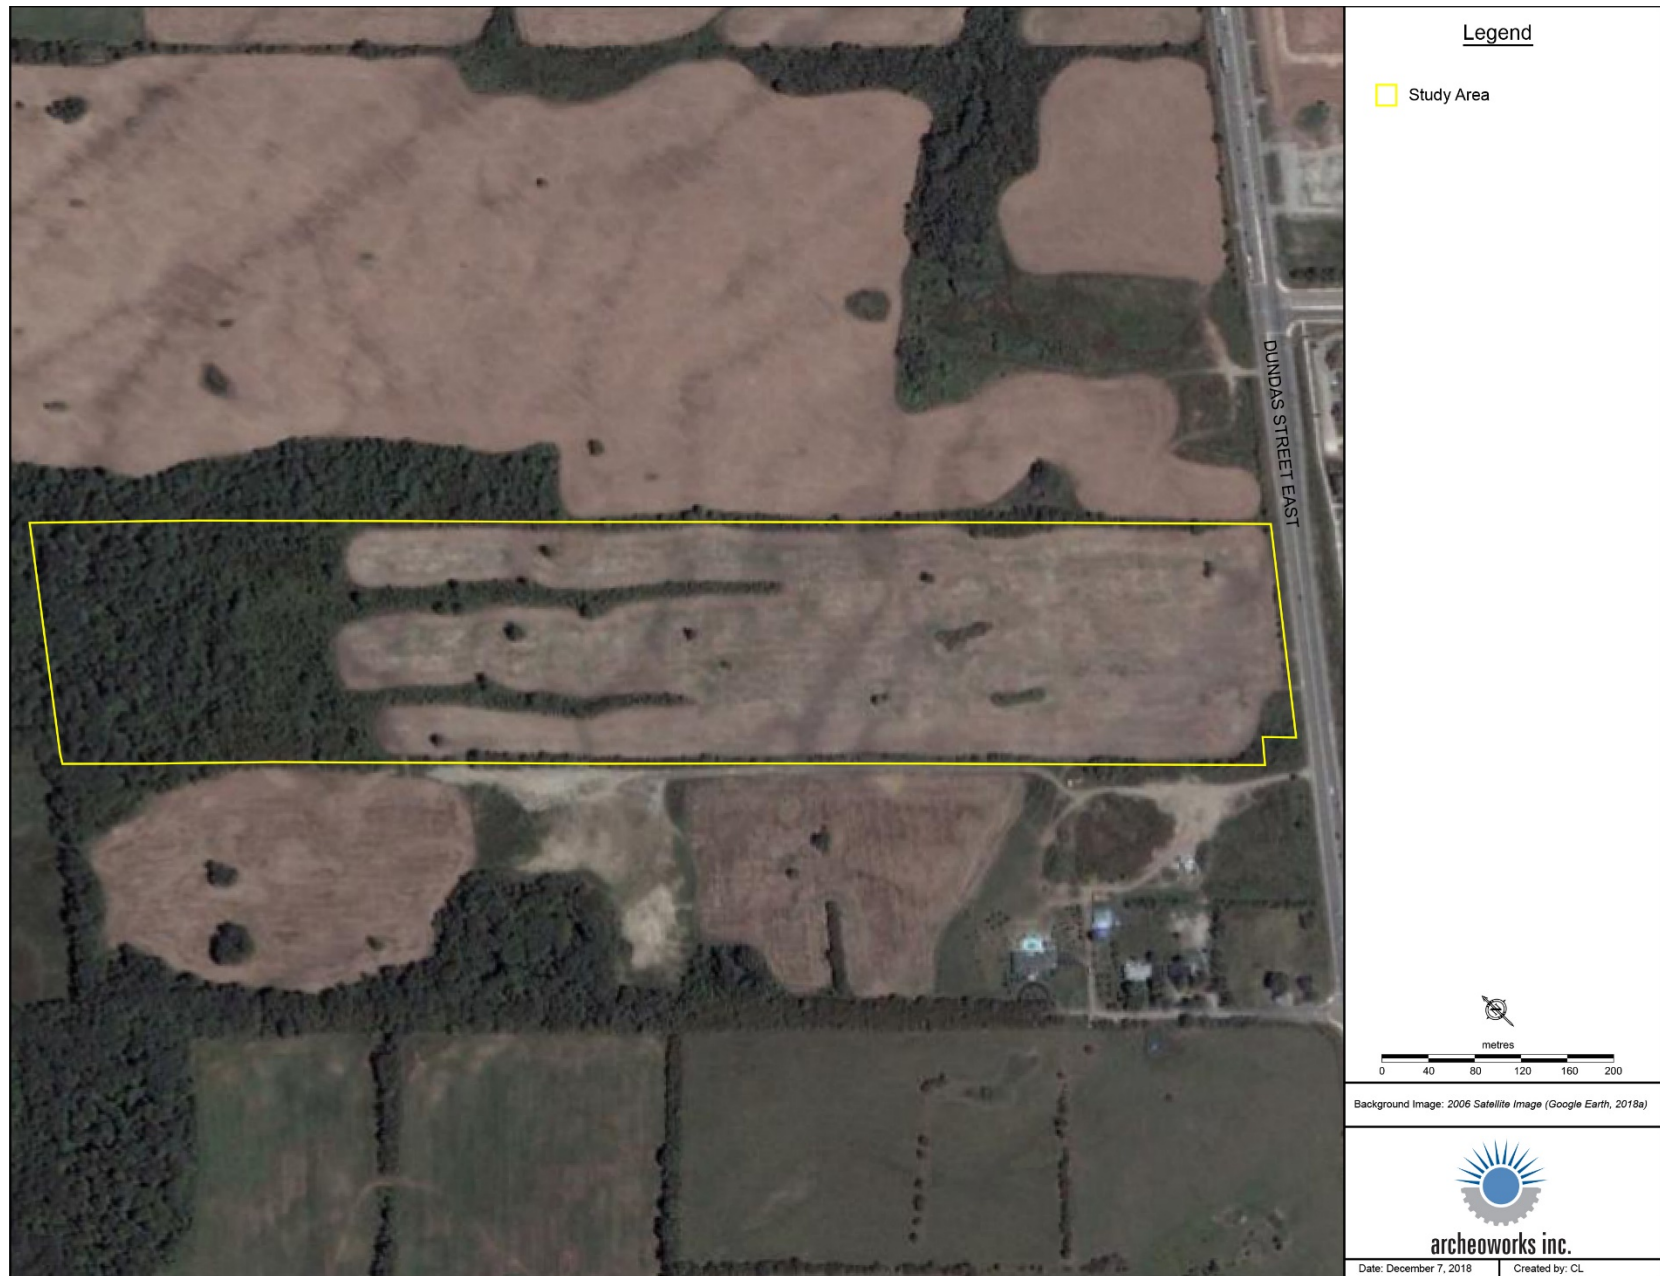 Legend
Study Area
DUNDAS STREET EAST
N
metres
0 40 80 120 160 200
Background Image: 2006 Satellite Image (Google Earth, 2018a)
archeoworks inc.
Date: December 7, 2018 Created by: CL